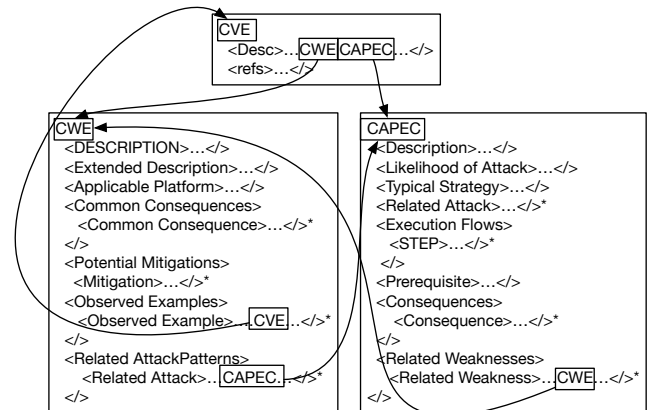 CVE
<Desc>...CWE CAPEC...</>
<refs>...</>
CWE
<DESCRIPTION>...</>
<Extended Description>...</>
<Applicable Platform>...</>
<Common Consequences>
<Common Consequence>...</>*
</>
<Potential Mitigations>
<Mitigation>...</>*
<Observed Examples>
<Observed Example>...CVE...</>*
</>
<Related AttackPatterns>
<Related Attack>...CAPEC...</>*
</>
CAPEC
<Description>...</>
<Likelihood of Attack>...</>
<Typical Strategy>...</>
<Related Attack>...</>*
<Execution Flows>
<STEP>...</>*
</>
<Prerequisite>...</>
<Consequences>
<Consequence>...</>*
</>
<Related Weaknesses>
<Related Weakness>...CWE...</>*
</>